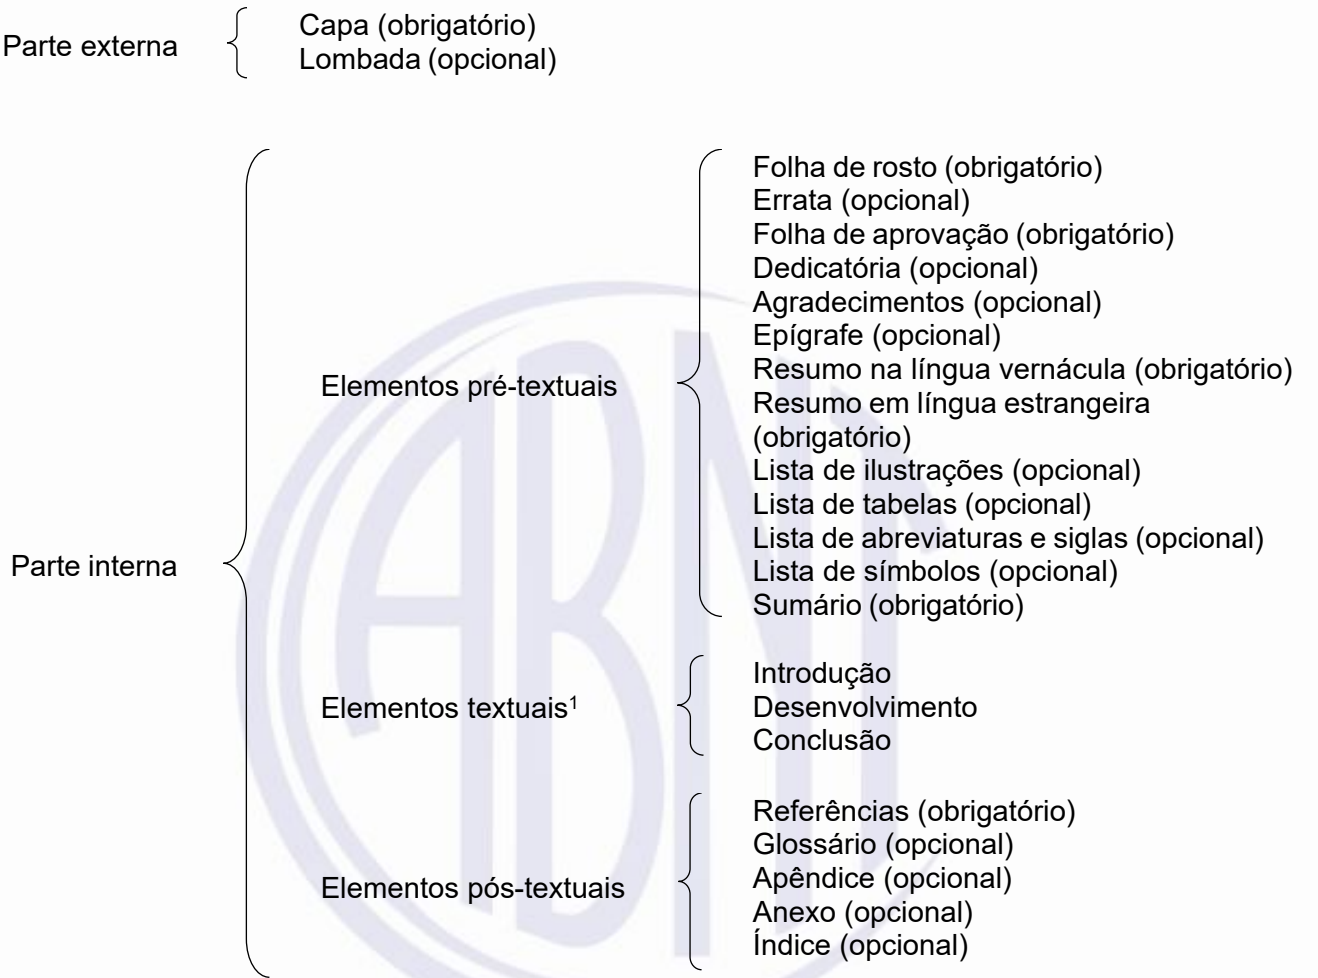 Parte externa
Capa (obrigatório)
Lombada (opcional)
Parte interna
Elementos pré-textuais
Folha de rosto (obrigatório)
Errata (opcional)
Folha de aprovação (obrigatório)
Dedicatória (opcional)
Agradecimentos (opcional)
Epígrafe (opcional)
Resumo na língua vernácula (obrigatório)
Resumo em língua estrangeira
(obrigatório)
Lista de ilustrações (opcional)
Lista de tabelas (opcional)
Lista de abreviaturas e siglas (opcional)
Lista de símbolos (opcional)
Sumário (obrigatório)
Elementos textuais¹
Introdução
Desenvolvimento
Conclusão
Elementos pós-textuais
Referências (obrigatório)
Glossário (opcional)
Apêndice (opcional)
Anexo (opcional)
Índice (opcional)
ABNT